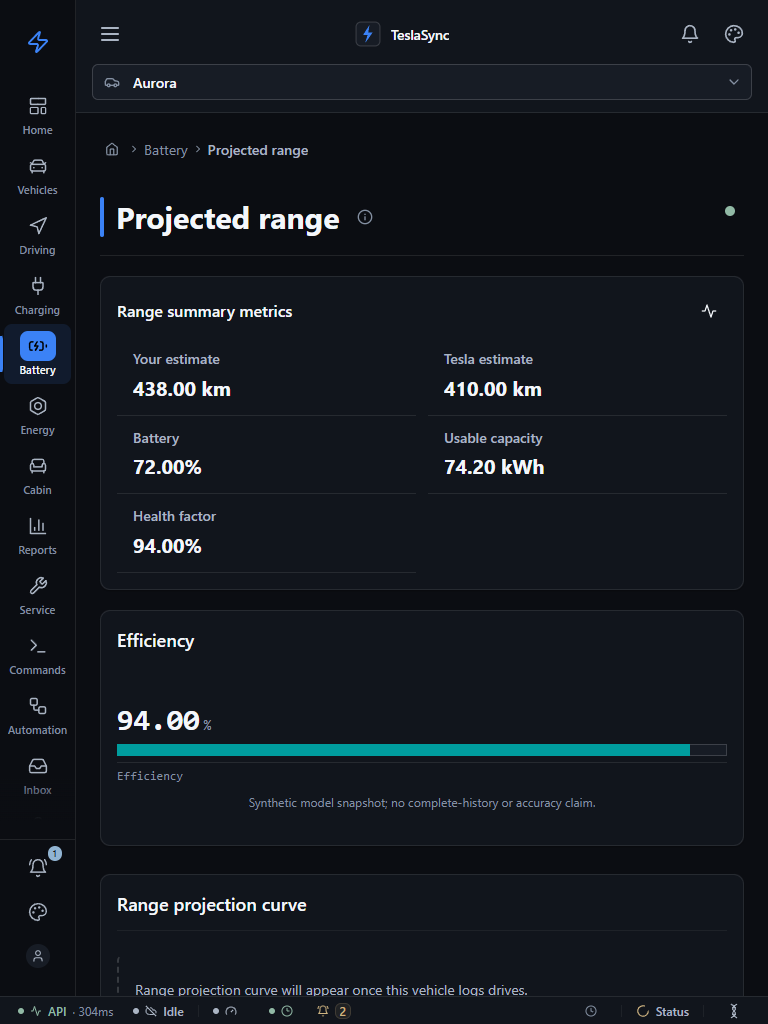 TeslaSync
Aurora
Home
Vehicles
Driving
Charging
Battery
Energy
Cabin
Reports
Service
Commands
Automation
Inbox
1
Battery
Projected range
Projected range
Range summary metrics
Your estimate
438.00 km
Tesla estimate
410.00 km
Battery
72.00%
Usable capacity
74.20 kWh
Health factor
94.00%
Efficiency
94.00 %
Efficiency
Synthetic model snapshot; no complete-history or accuracy claim.
Range projection curve
Range projection curve will appear once this vehicle logs drives.
API · 304ms
Idle
2
Status